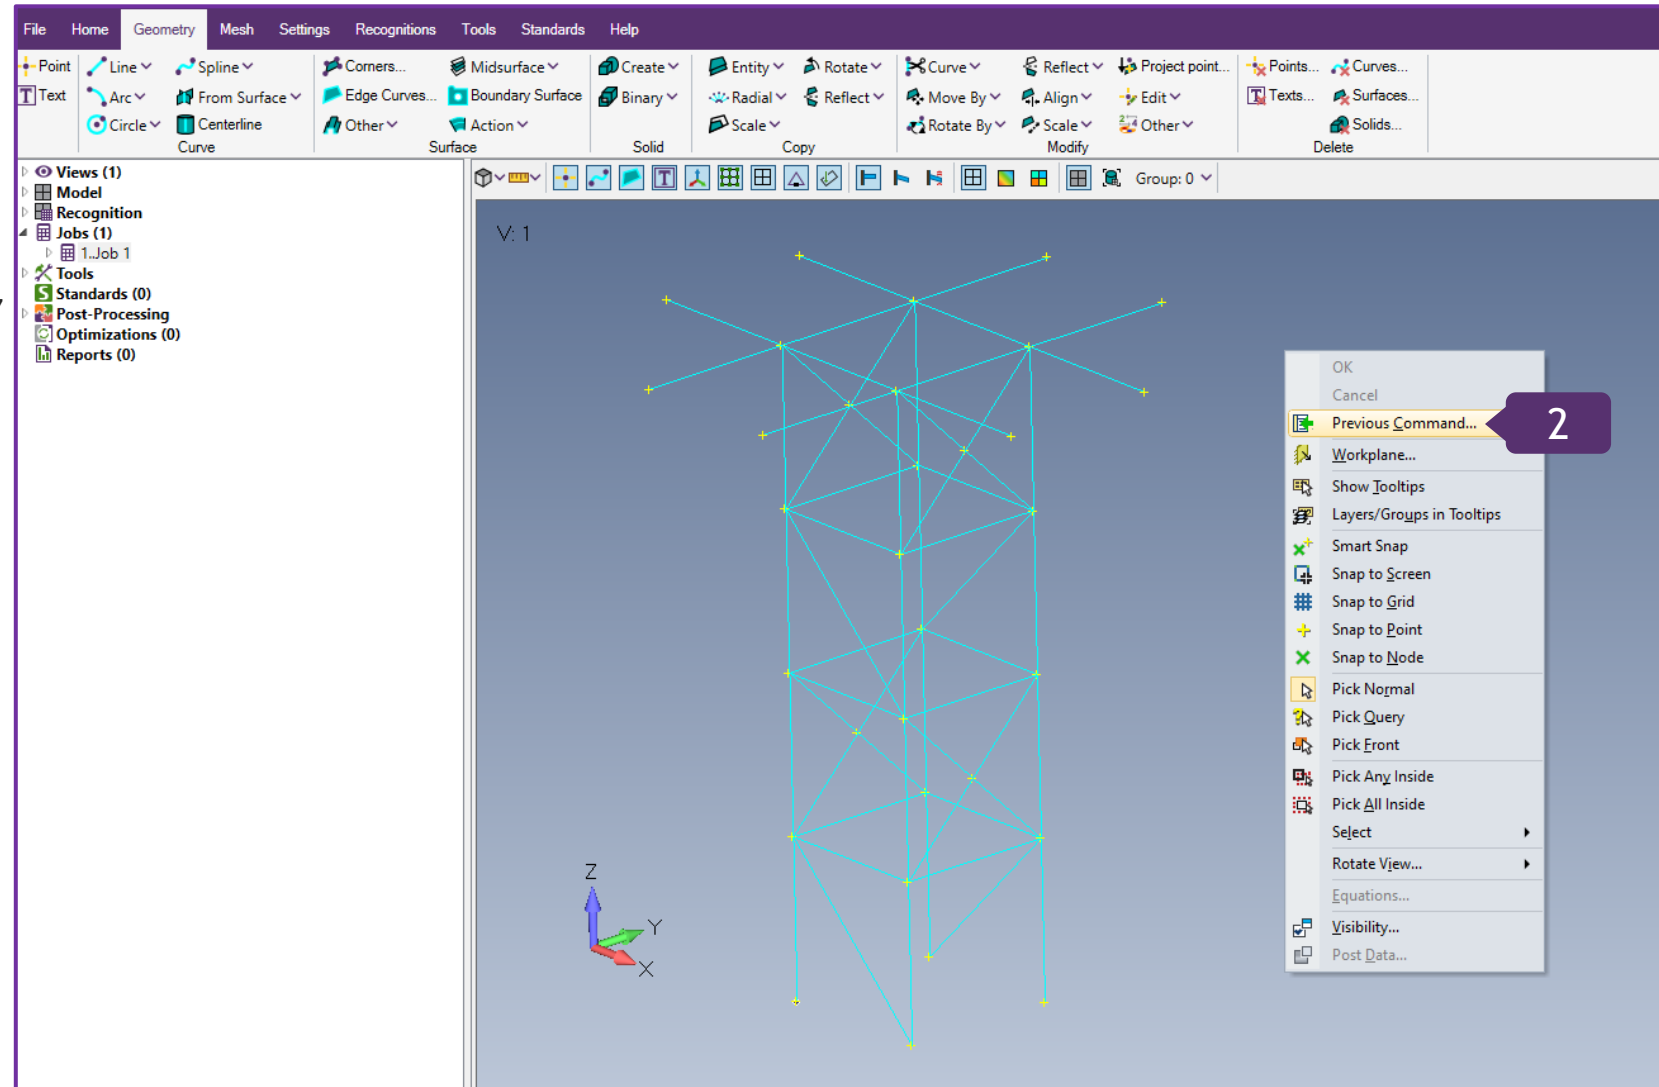 File Home Geometry Mesh Settings Recognitions Tools Standards Help
Point Line Spline Corners... Midsurface Create Entity Rotate Curve Reflect Project point... Points... Curves...
Text Arc From Surface Edge Curves... Boundary Surface Binary Radial Reflect Move By Align Edit Texts... Surfaces...
Circle Centerline Other Action Scale Rotate By Scale Other Solids...
Curve Surface Solid Copy Modify Delete
Views (1)
Model
Recognition
Jobs (1)
1..Job 1
Tools
Standards (0)
Post-Processing
Optimizations (0)
Reports (0)
Group: 0
V: 1
OK
Cancel
Previous Command...
2
Workplane...
Show Tooltips
Layers/Groups in Tooltips
Smart Snap
Snap to Screen
Snap to Grid
Snap to Point
Snap to Node
Pick Normal
Pick Query
Pick Front
Pick Any Inside
Pick All Inside
Select
Rotate View...
Equations...
Visibility...
Post Data...
Z
Y
X